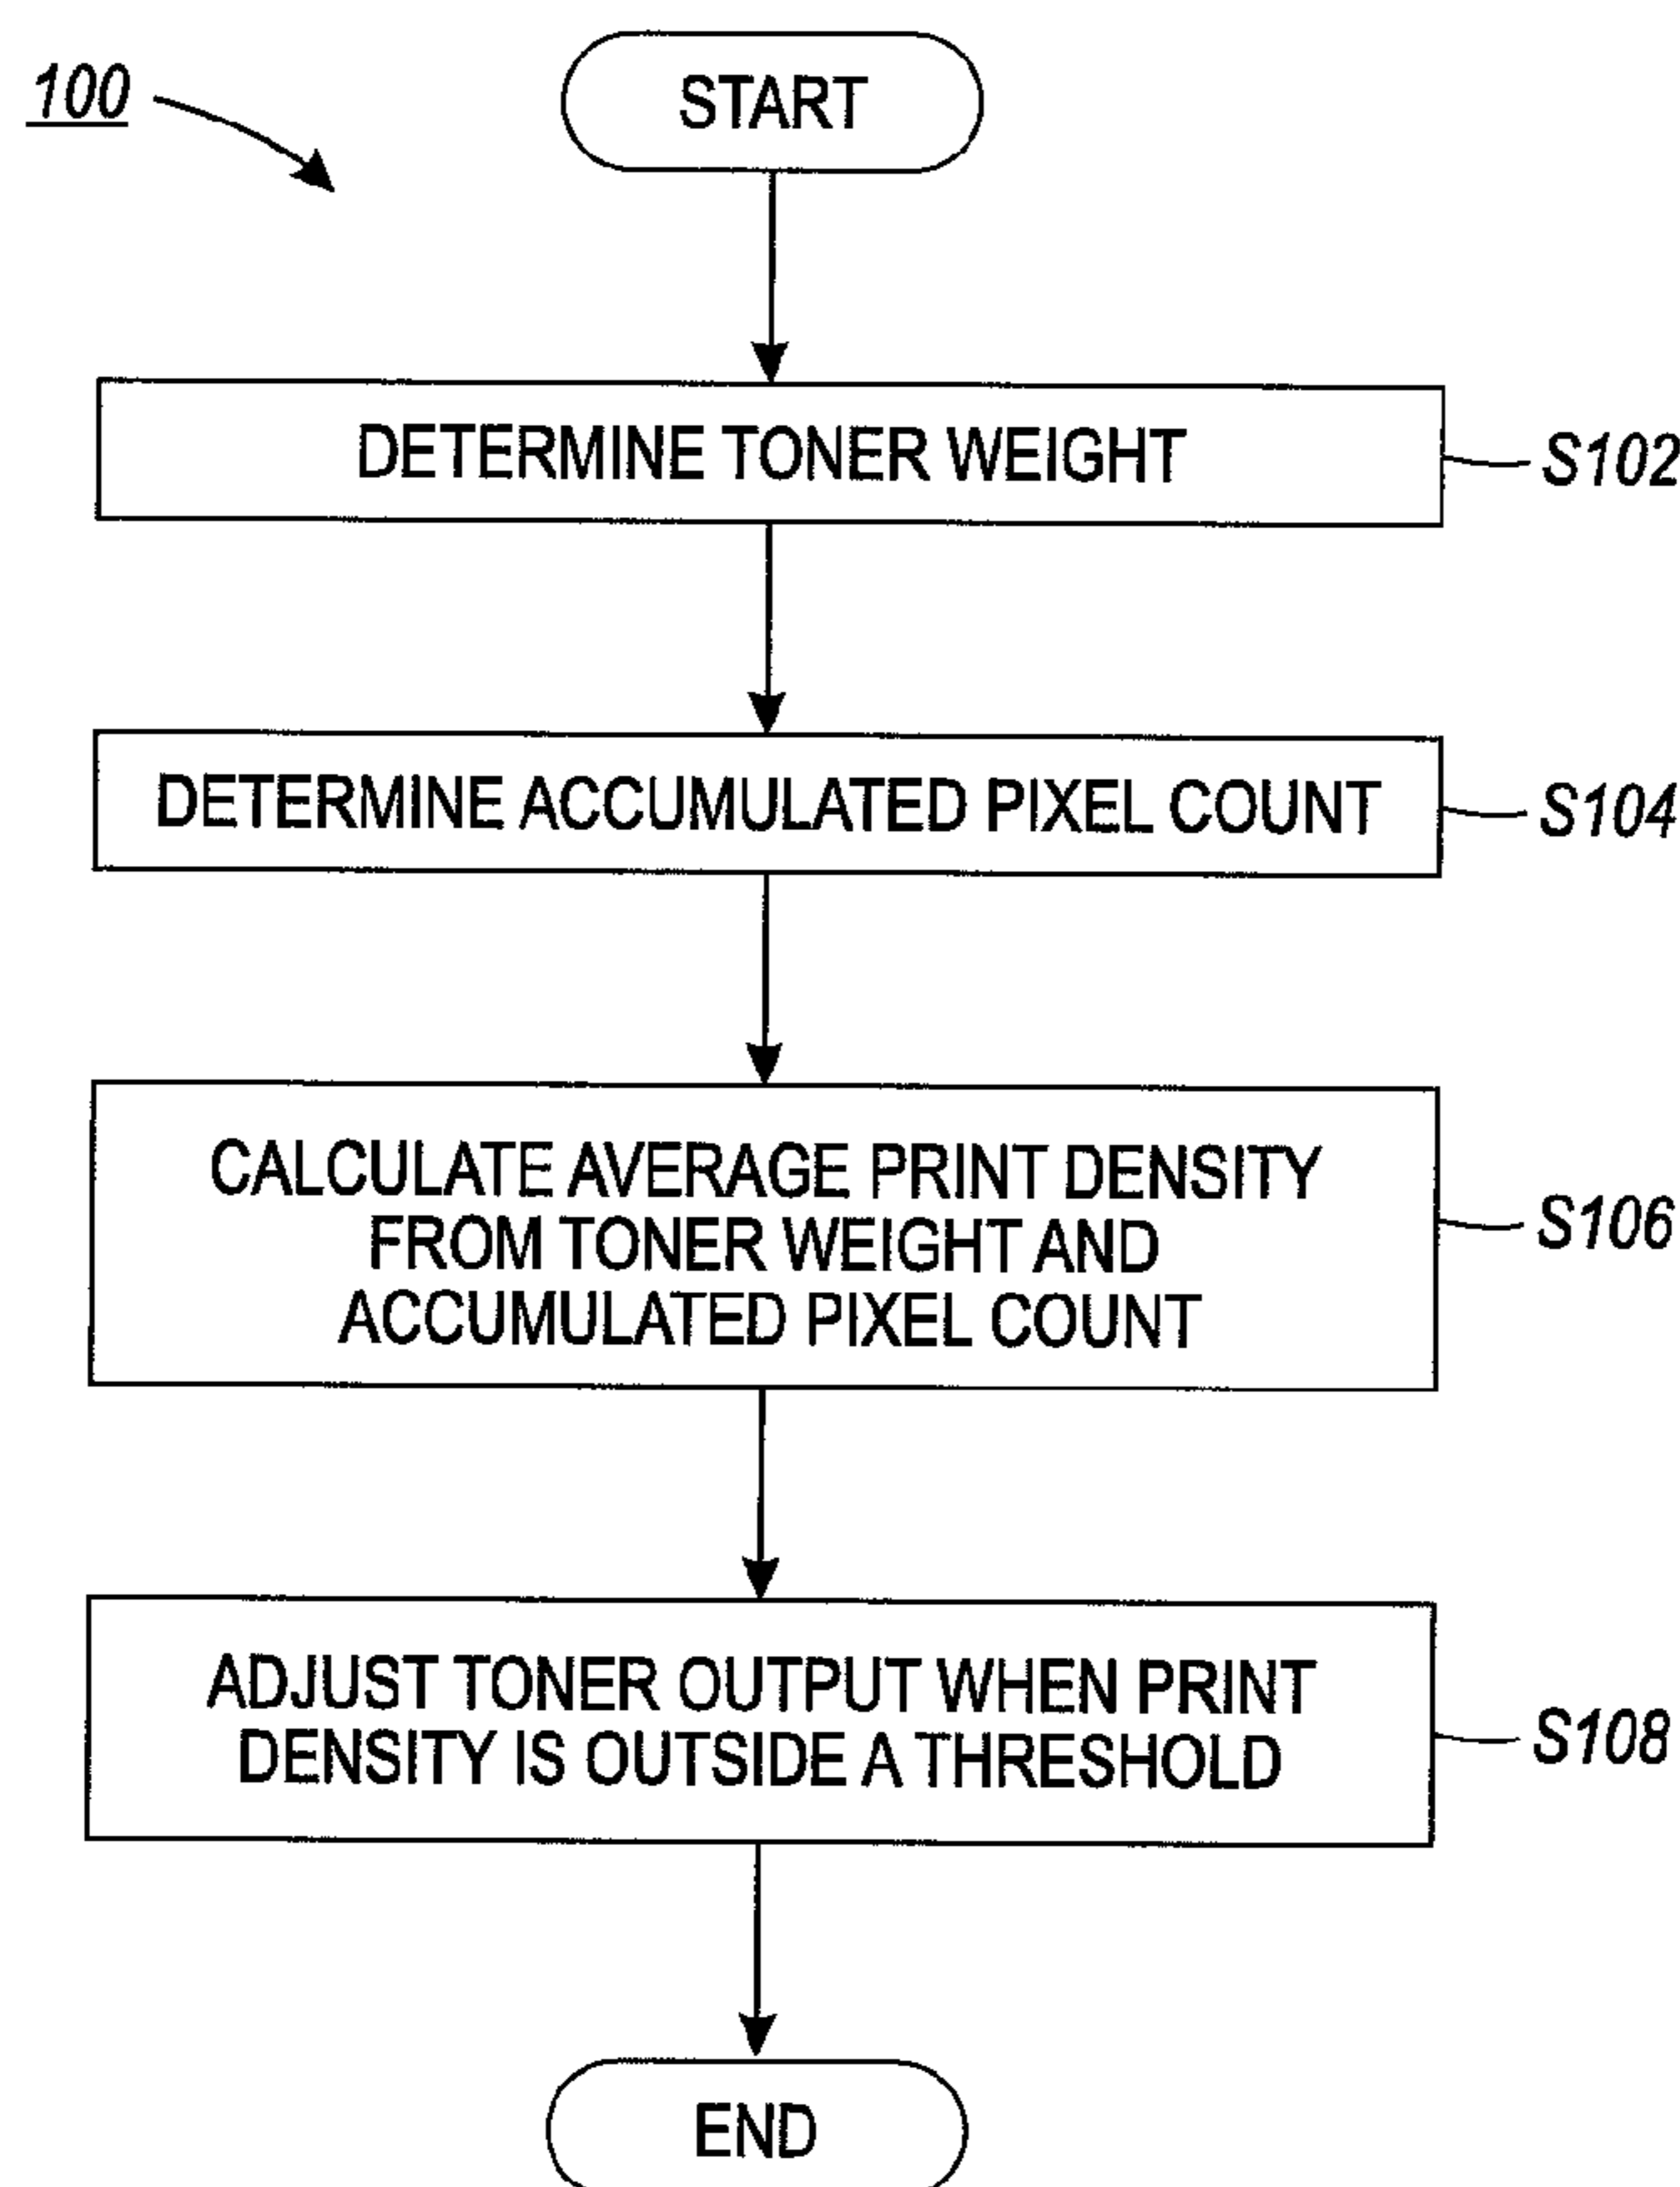 100
START
DETERMINE TONER WEIGHT
S102
DETERMINE ACCUMULATED PIXEL COUNT
S104
CALCULATE AVERAGE PRINT DENSITY
FROM TONER WEIGHT AND
ACCUMULATED PIXEL COUNT
S106
ADJUST TONER OUTPUT WHEN PRINT
DENSITY IS OUTSIDE A THRESHOLD
S108
END